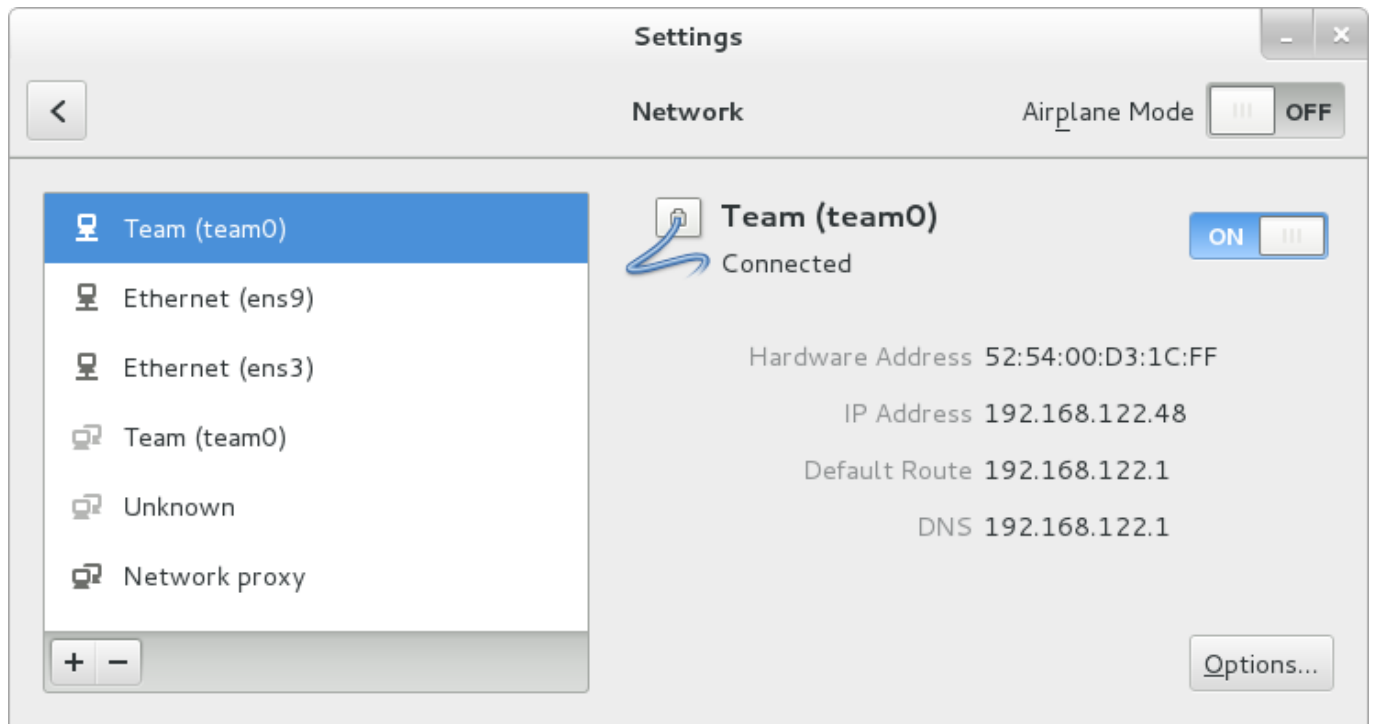 Settings
Network
Airplane Mode OFF
Team (team0)
Ethernet (ens9)
Ethernet (ens3)
Team (team0)
Unknown
Network proxy
Team (team0)
ON
Connected
Hardware Address 52:54:00:D3:1C:FF
IP Address 192.168.122.48
Default Route 192.168.122.1
DNS 192.168.122.1
Options...